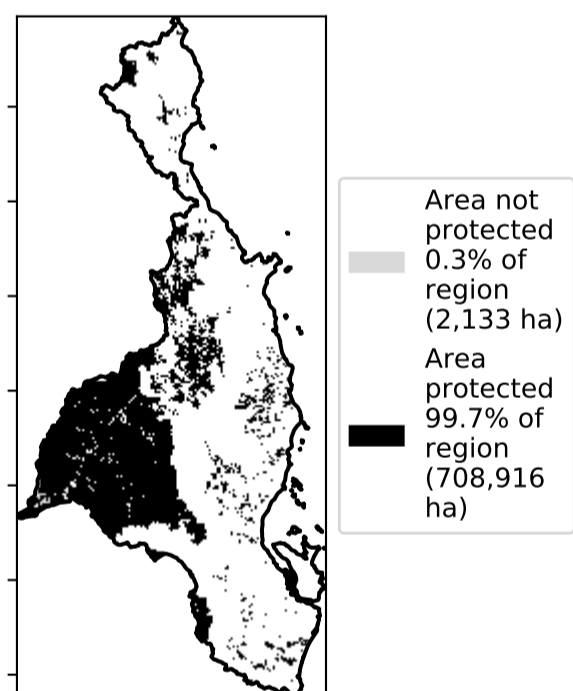 Area not
protected
0.3% of
region
(2,133 ha)
Area
protected
99.7% of
region
(708,916
ha)